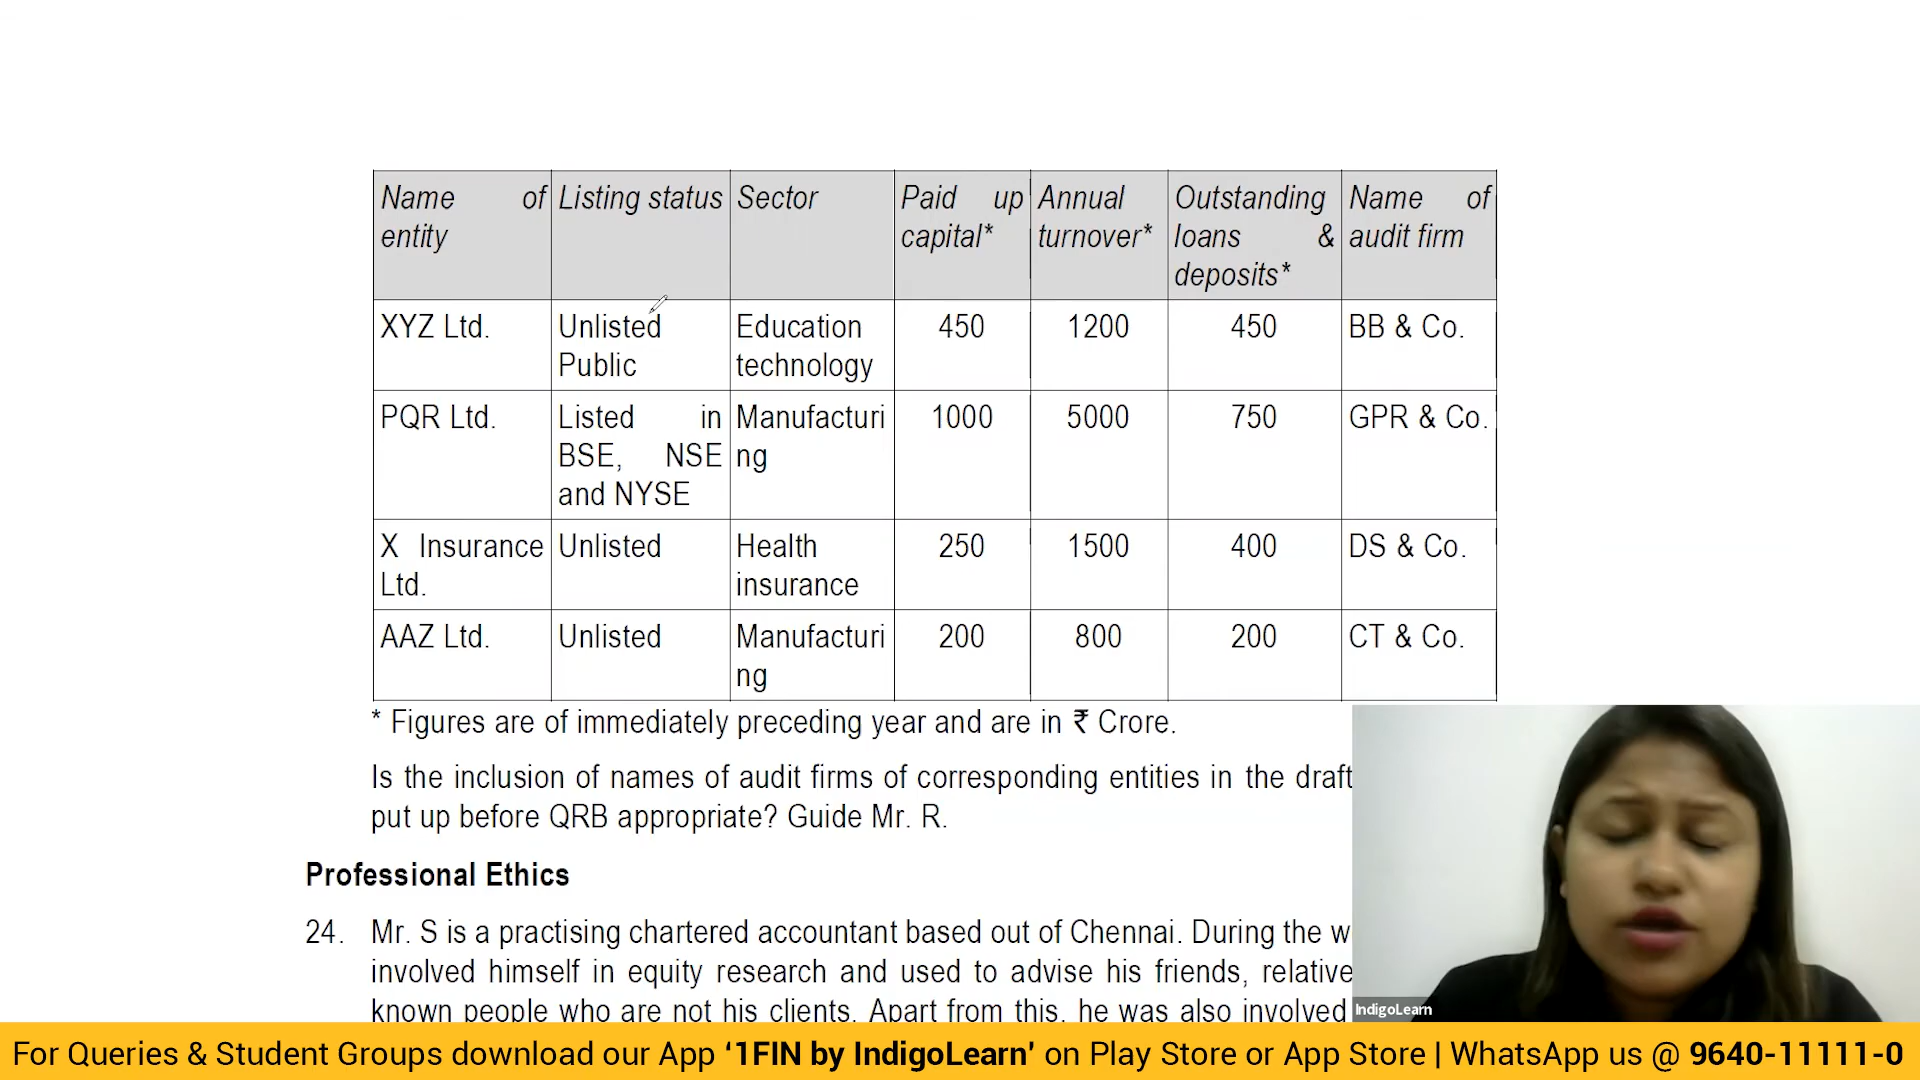 Name of entity | Listing status | Sector | Paid up capital* | Annual turnover* | Outstanding loans & deposits* | Name of audit firm
XYZ Ltd. | Unlisted Public | Education technology | 450 | 1200 | 450 | BB & Co.
PQR Ltd. | Listed in BSE, NSE and NYSE | Manufacturi ng | 1000 | 5000 | 750 | GPR & Co.
X Insurance Ltd. | Unlisted | Health insurance | 250 | 1500 | 400 | DS & Co.
AAZ Ltd. | Unlisted | Manufacturi ng | 200 | 800 | 200 | CT & Co.
* Figures are of immediately preceding year and are in ₹ Crore.
Is the inclusion of names of audit firms of corresponding entities in the draft
put up before QRB appropriate? Guide Mr. R.
Professional Ethics
24. Mr. S is a practising chartered accountant based out of Chennai. During the
involved himself in equity research and used to advise his friends,
known people who are not his clients. Apart from this, he was also involved
IndigoLearn
For Queries & Student Groups download our App ‘1FIN by IndigoLearn’ on Play Store or App Store | WhatsApp us @ 9640-11111-0